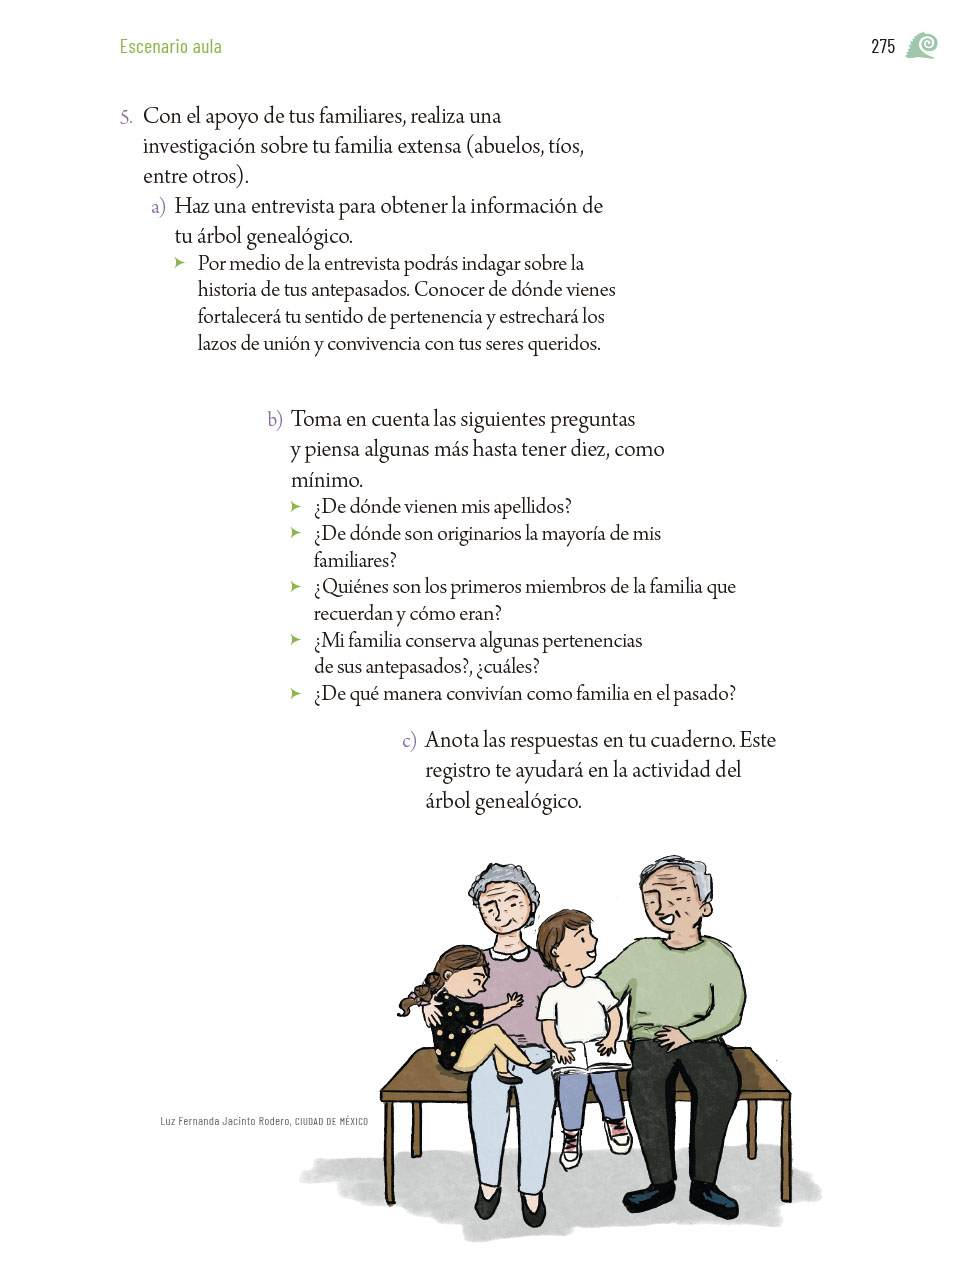 Escenario aula
275
5. Con el apoyo de tus familiares, realiza una
investigación sobre tu familia extensa (abuelos, tíos,
entre otros).
a) Haz una entrevista para obtener la información de
tu árbol genealógico.
➤ Por medio de la entrevista podrás indagar sobre la
historia de tus antepasados. Conocer de dónde vienes
fortalecerá tu sentido de pertenencia y estrechará los
lazos de unión y convivencia con tus seres queridos.
b) Toma en cuenta las siguientes preguntas
y piensa algunas más hasta tener diez, como
mínimo.
➤ ¿De dónde vienen mis apellidos?
➤ ¿De dónde son originarios la mayoría de mis
familiares?
➤ ¿Quiénes son los primeros miembros de la familia que
recuerdan y cómo eran?
➤ ¿Mi familia conserva algunas pertenencias
de sus antepasados?, ¿cuáles?
➤ ¿De qué manera convivían como familia en el pasado?
c) Anota las respuestas en tu cuaderno. Este
registro te ayudará en la actividad del
árbol genealógico.
Luz Fernanda Jacinto Rodero, CIUDAD DE MÉXICO